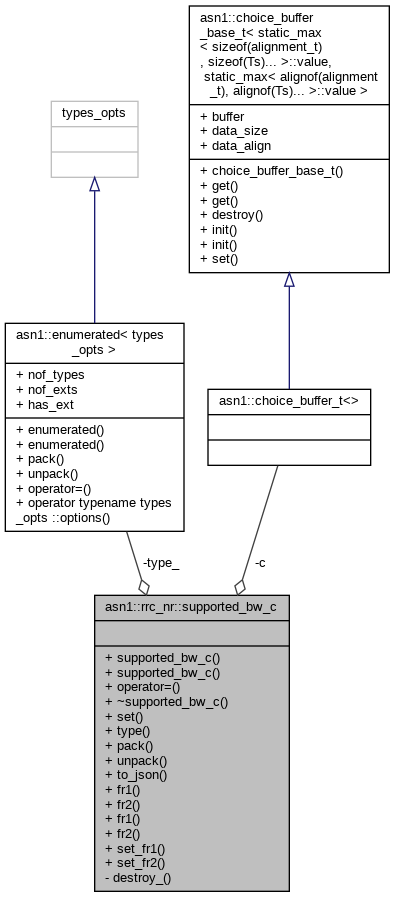 asn1::choice_buffer
_base_t< static_max
< sizeof(alignment_t)
, sizeof(Ts)... >::value,
static_max< alignof(alignment
_t), alignof(Ts)... >::value >
+ buffer
+ data_size
+ data_align
+ choice_buffer_base_t()
+ get()
+ get()
+ destroy()
+ init()
+ init()
+ set()
types_opts
asn1::enumerated< types
_opts >
+ nof_types
+ nof_exts
+ has_ext
+ enumerated()
+ enumerated()
+ pack()
+ unpack()
+ operator=()
+ operator typename types
_opts ::options()
asn1::choice_buffer_t<>
-type_
-c
asn1::rrc_nr::supported_bw_c
+ supported_bw_c()
+ supported_bw_c()
+ operator=()
+ ~supported_bw_c()
+ set()
+ type()
+ pack()
+ unpack()
+ to_json()
+ fr1()
+ fr2()
+ fr1()
+ fr2()
+ set_fr1()
+ set_fr2()
- destroy_()